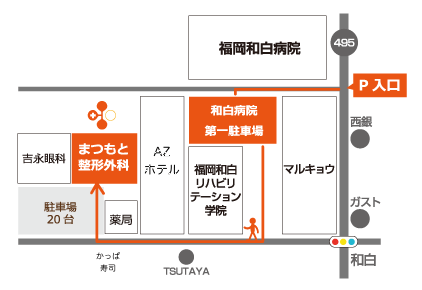 福岡和白病院
495
P 入口
和白病院
第一駐車場
西銀
まつもと
整形外科
吉永眼科
AZ
ホテル
福岡和白
リハビリ
テーション
学院
マルキョウ
駐車場
20台
薬局
ガスト
かっぱ
寿司
TSUTAYA
和白